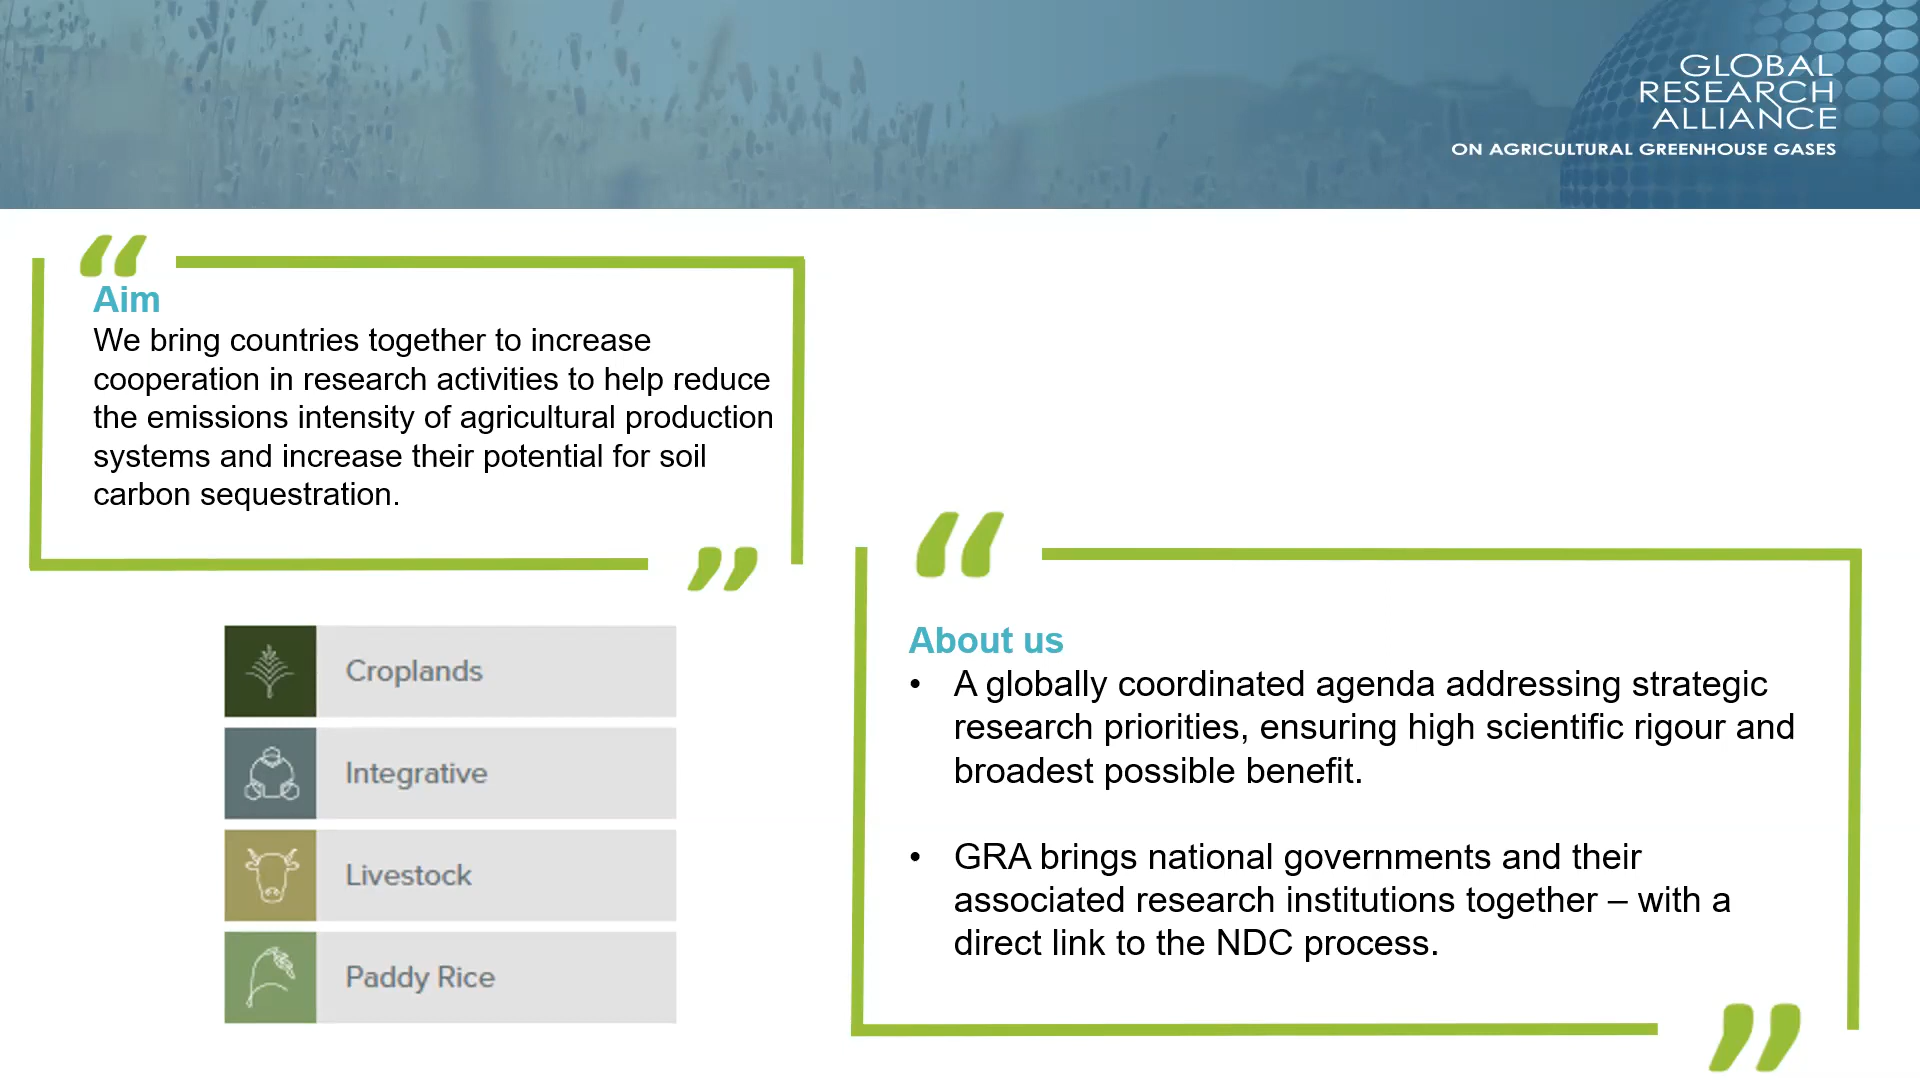 GLOBAL
RESEARCH
ALLIANCE
ON AGRICULTURAL GREENHOUSE GASES
Aim
We bring countries together to increase
cooperation in research activities to help reduce
the emissions intensity of agricultural production
systems and increase their potential for soil
carbon sequestration.
Croplands
Integrative
Livestock
Paddy Rice
About us
• A globally coordinated agenda addressing strategic
research priorities, ensuring high scientific rigour and
broadest possible benefit.
• GRA brings national governments and their
associated research institutions together – with a
direct link to the NDC process.